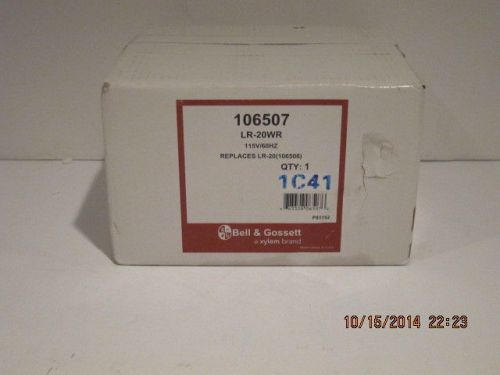 106507
LR-20WR
115V/60HZ
REPLACES LR-20(106506)
QTY: 1
1C41
P81152
Bell & Gossett
a xylem brand
10/15/2014 22:23